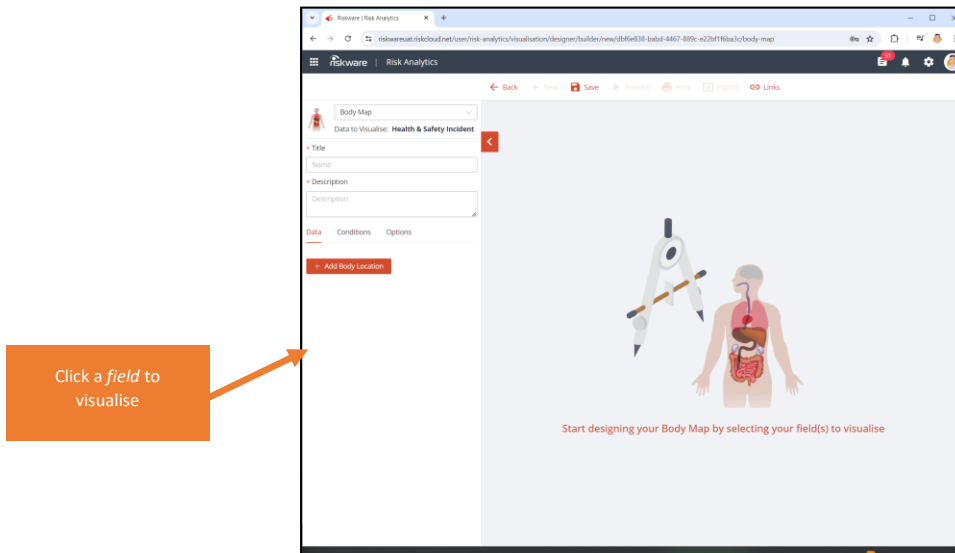 Riskware | Risk Analytics
riskwareuat.riskcloud.net/user/risk-analytics/visualisation/designer/builder/new/dbf6e838-babd-4467-889c-e22bf1f6ba3c/body-map
riskware | Risk Analytics
51
Back New Save Preview Print Export Links
Body Map
Data to Visualise: Health & Safety Incident
* Title
Name
* Description
Description
Data Conditions Options
+ Add Body Location
Click a field to
visualise
Start designing your Body Map by selecting your field(s) to visualise